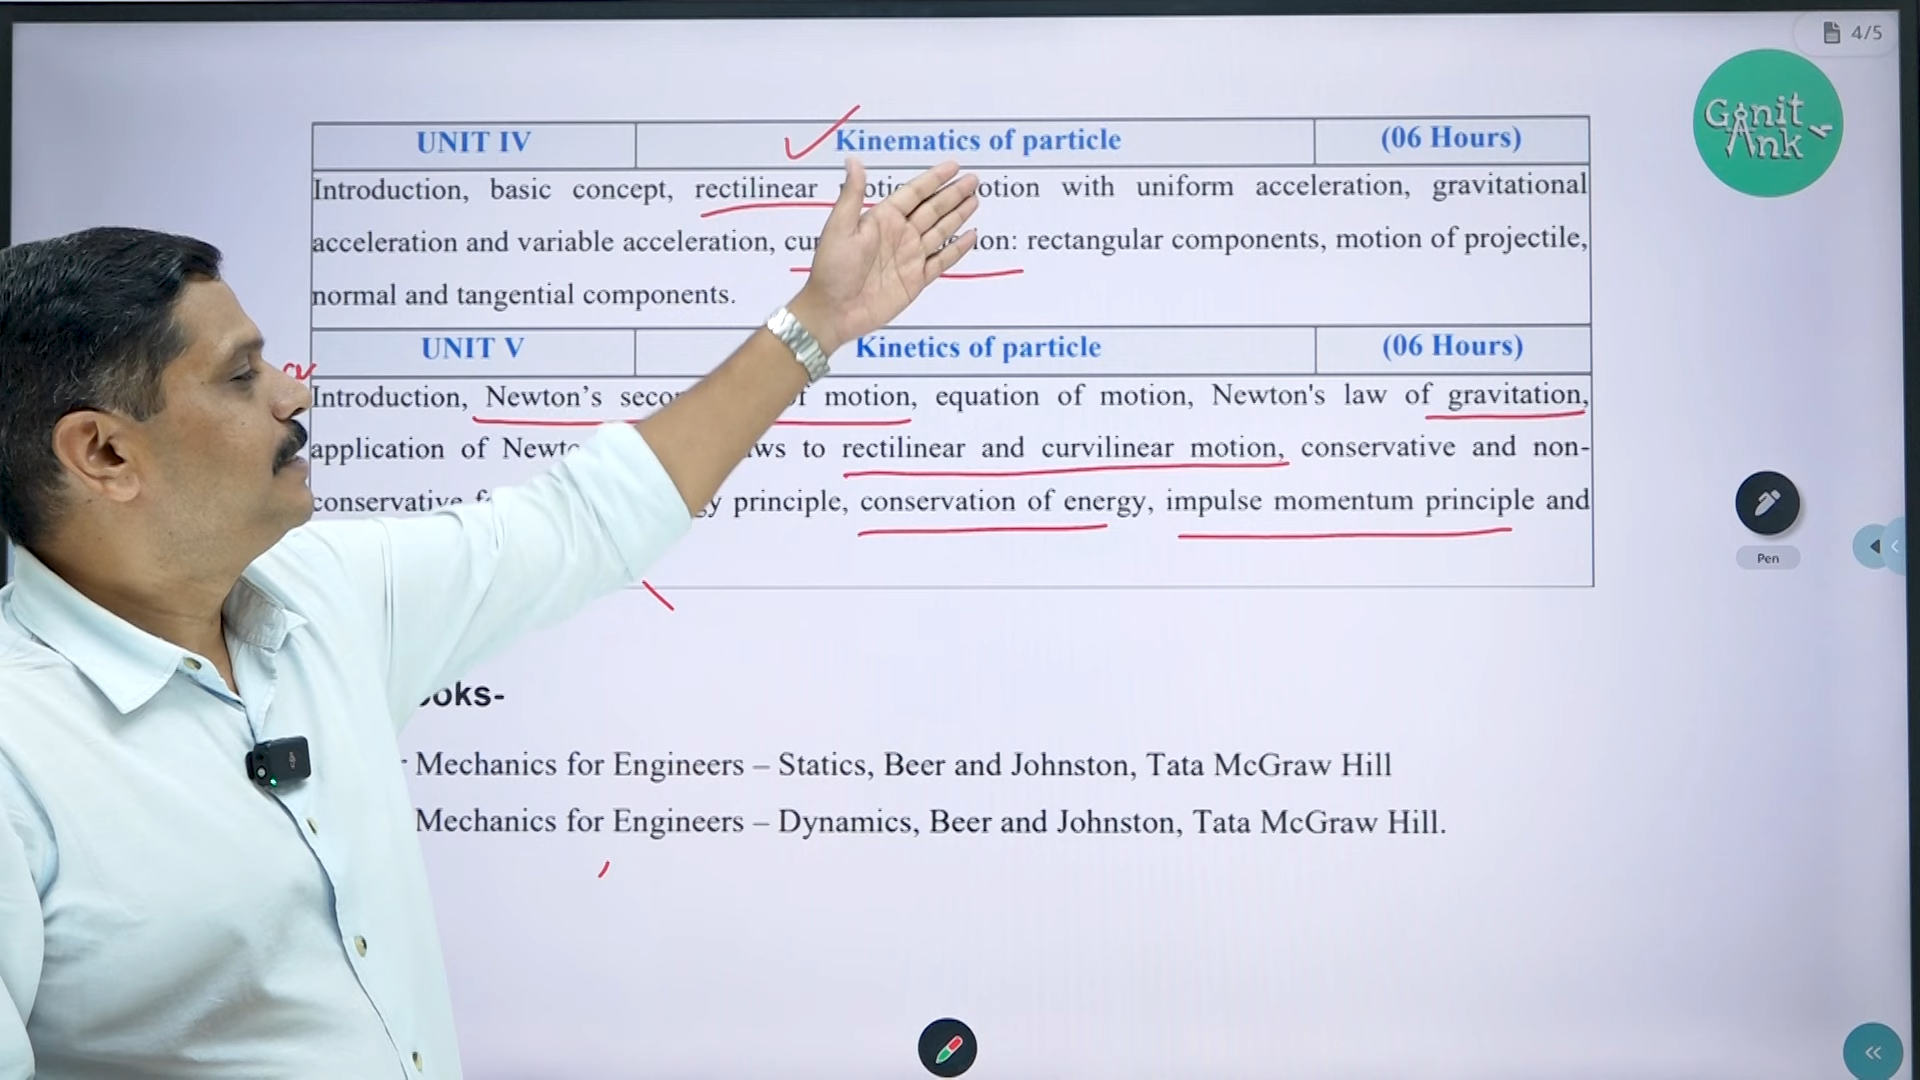 4/5
Ganit Ank
UNIT IV Kinematics of particle (06 Hours)
Introduction, basic concept, rectilinear motion with uniform acceleration, gravitational
acceleration and variable acceleration, rectangular components, motion of projectile,
normal and tangential components.
UNIT V Kinetics of particle (06 Hours)
Introduction, Newton's of motion, equation of motion, Newton's law of gravitation,
application of to rectilinear and curvilinear motion, conservative and non-
conservative principle, conservation of energy, impulse momentum principle and
Mechanics for Engineers – Statics, Beer and Johnston, Tata McGraw Hill
Mechanics for Engineers – Dynamics, Beer and Johnston, Tata McGraw Hill.
Pen